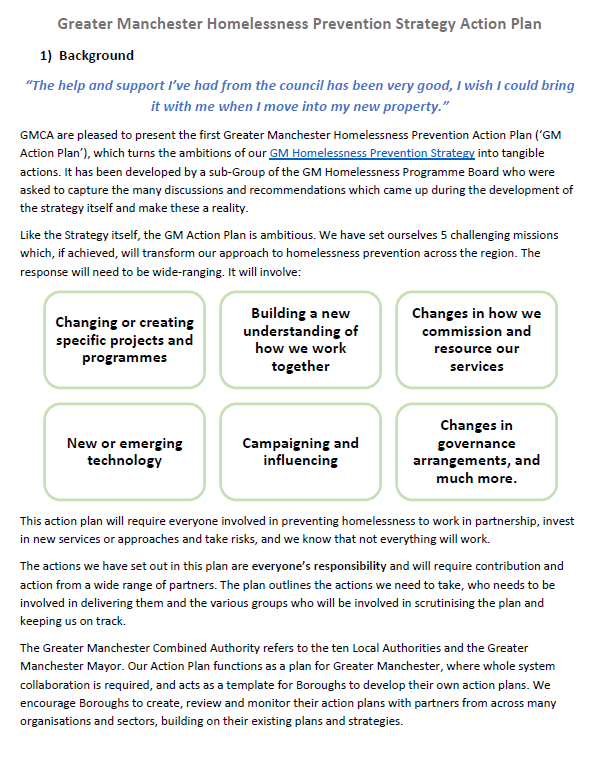 Greater Manchester Homelessness Prevention Strategy Action Plan
1) Background
“The help and support I’ve had from the council has been very good, I wish I could bring
it with me when I move into my new property.”
GMCA are pleased to present the first Greater Manchester Homelessness Prevention Action Plan (‘GM
Action Plan’), which turns the ambitions of our GM Homelessness Prevention Strategy into tangible
actions. It has been developed by a sub-Group of the GM Homelessness Programme Board who were
asked to capture the many discussions and recommendations which came up during the development of
the strategy itself and make these a reality.
Like the Strategy itself, the GM Action Plan is ambitious. We have set ourselves 5 challenging missions
which, if achieved, will transform our approach to homelessness prevention across the region. The
response will need to be wide-ranging. It will involve:
Changing or creating
specific projects and
programmes
Building a new
understanding of
how we work
together
Changes in how we
commission and
resource our
services
New or emerging
technology
Campaigning and
influencing
Changes in
governance
arrangements, and
much more.
This action plan will require everyone involved in preventing homelessness to work in partnership, invest
in new services or approaches and take risks, and we know that not everything will work.
The actions we have set out in this plan are everyone’s responsibility and will require contribution and
action from a wide range of partners. The plan outlines the actions we need to take, who needs to be
involved in delivering them and the various groups who will be involved in scrutinising the plan and
keeping us on track.
The Greater Manchester Combined Authority refers to the ten Local Authorities and the Greater
Manchester Mayor. Our Action Plan functions as a plan for Greater Manchester, where whole system
collaboration is required, and acts as a template for Boroughs to develop their own action plans. We
encourage Boroughs to create, review and monitor their action plans with partners from across many
organisations and sectors, building on their existing plans and strategies.